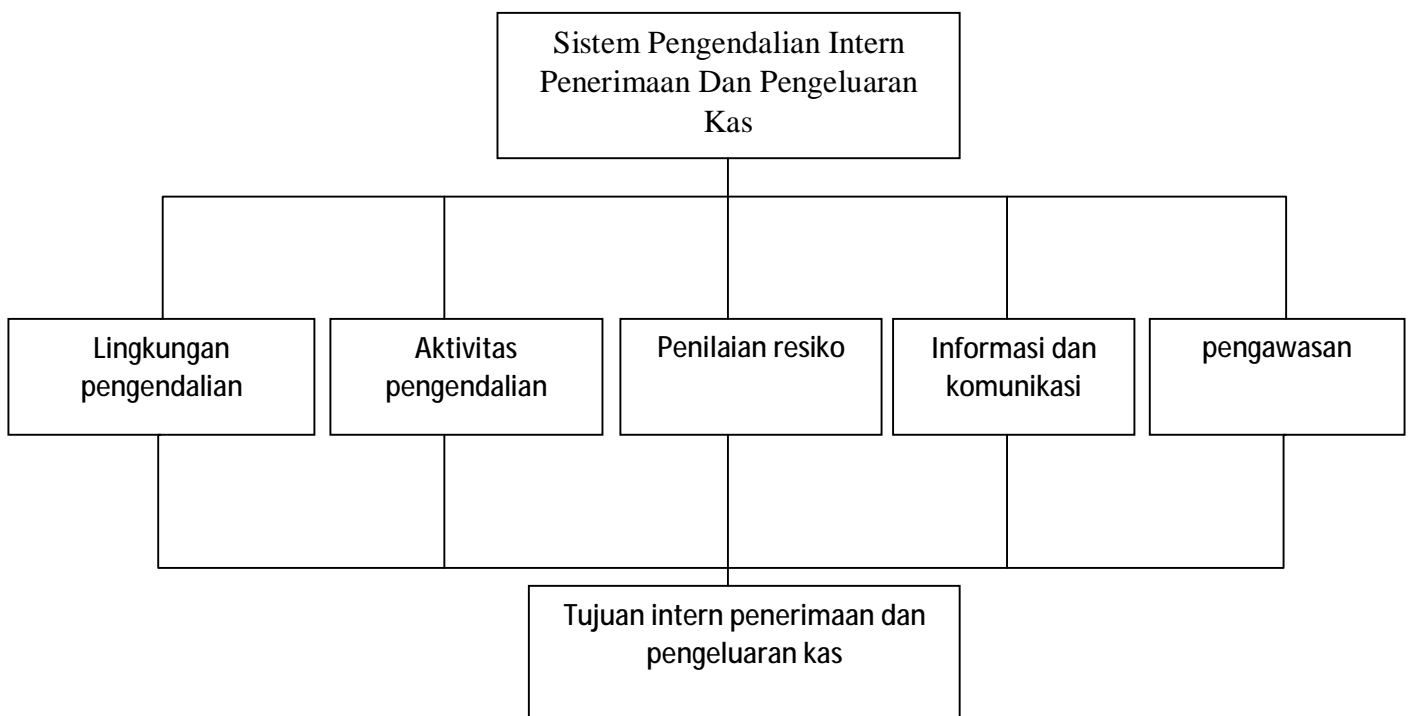 Sistem Pengendalian Intern
Penerimaan Dan Pengeluaran
Kas
Lingkungan
pengendalian
Aktivitas
pengendalian
Penilaian resiko
Informasi dan
komunikasi
pengawasan
Tujuan intern penerimaan dan
pengeluaran kas